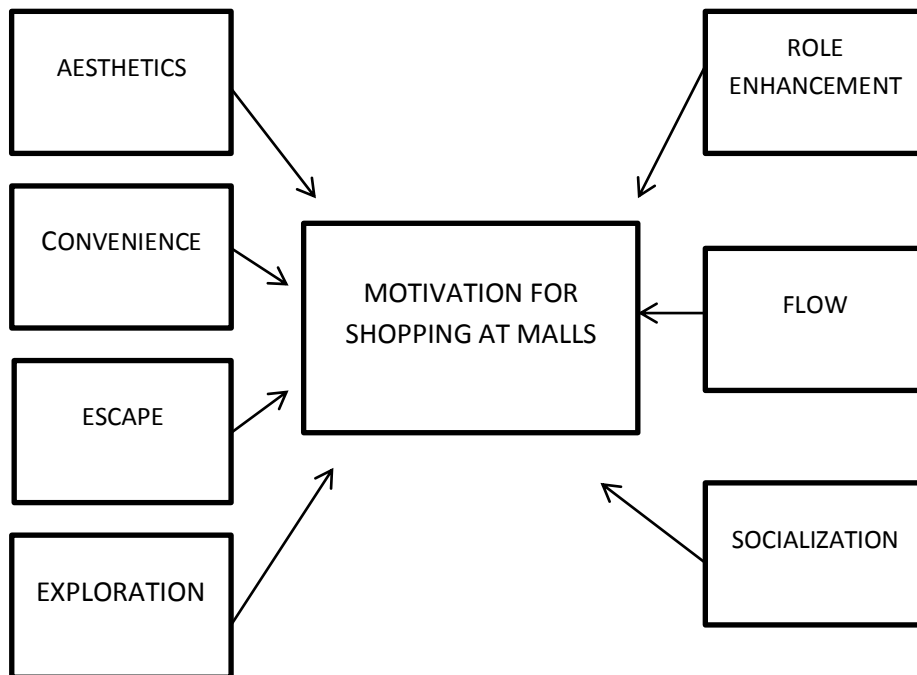 AESTHETICS
CONVENIENCE
ESCAPE
EXPLORATION
MOTIVATION FOR
SHOPPING AT MALLS
ROLE
ENHANCEMENT
FLOW
SOCIALIZATION